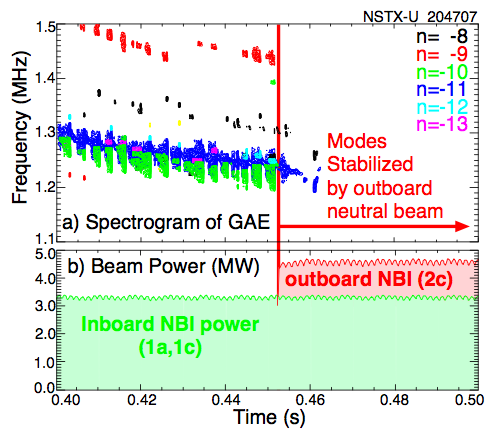 NSTX-U 204707
1.5
1.4
1.3
1.2
1.1
Frequency (MHz)
n= -8
n= -9
n=-10
n=-11
n=-12
n=-13
Modes
Stabilized
by outboard
neutral beam
a) Spectrogram of GAE
b) Beam Power (MW)
5.0
4.0
3.0
2.0
1.0
0.0
outboard NBI (2c)
Inboard NBI power
(1a,1c)
0.40 0.42 0.44 0.46 0.48 0.50
Time (s)